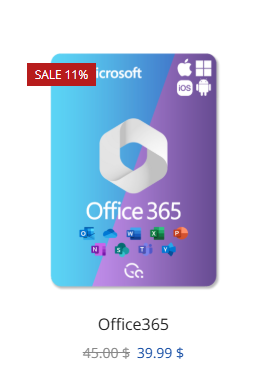 SALE 11%
icrosoft
iOS
Office 365
Office365
45.00 $ 39.99 $